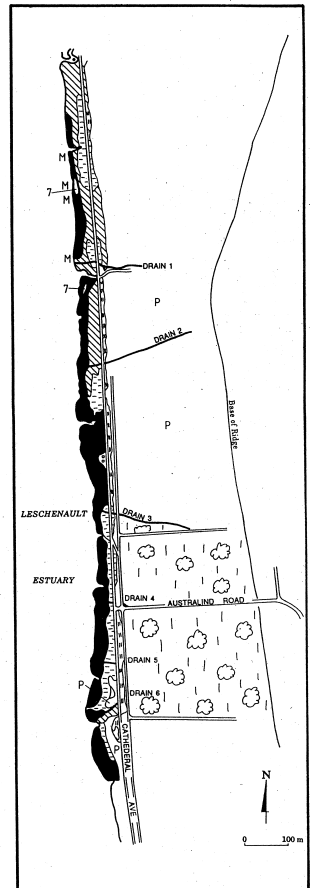 M
7
M
M
M
DRAIN 1
7
P
DRAIN 2
P
Base of Ridge
LESCHENAULT
DRAIN 3
ESTUARY
DRAIN 4
AUSTRALIND ROAD
DRAIN 5
P
DRAIN 6
P
CATHEDERAL
AVE
N
0 100 m